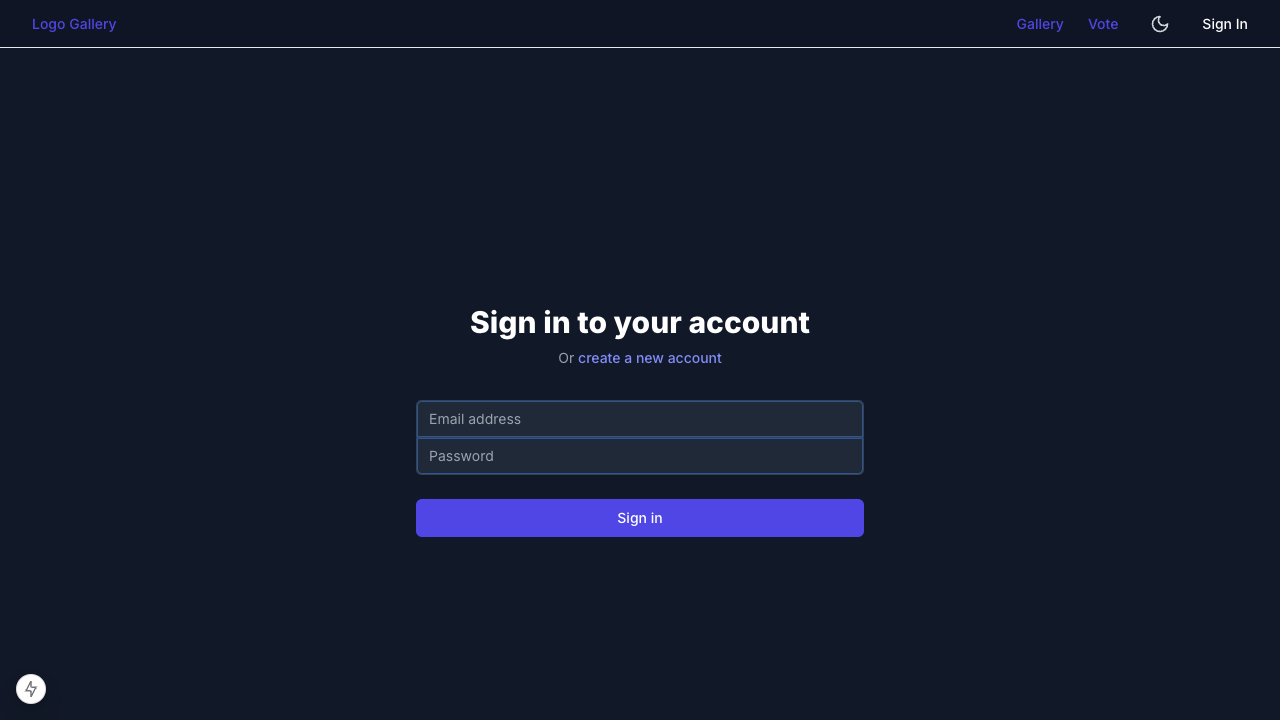 Logo Gallery
Gallery
Vote
Sign In
Sign in to your account
Or create a new account
Email address
Password
Sign in